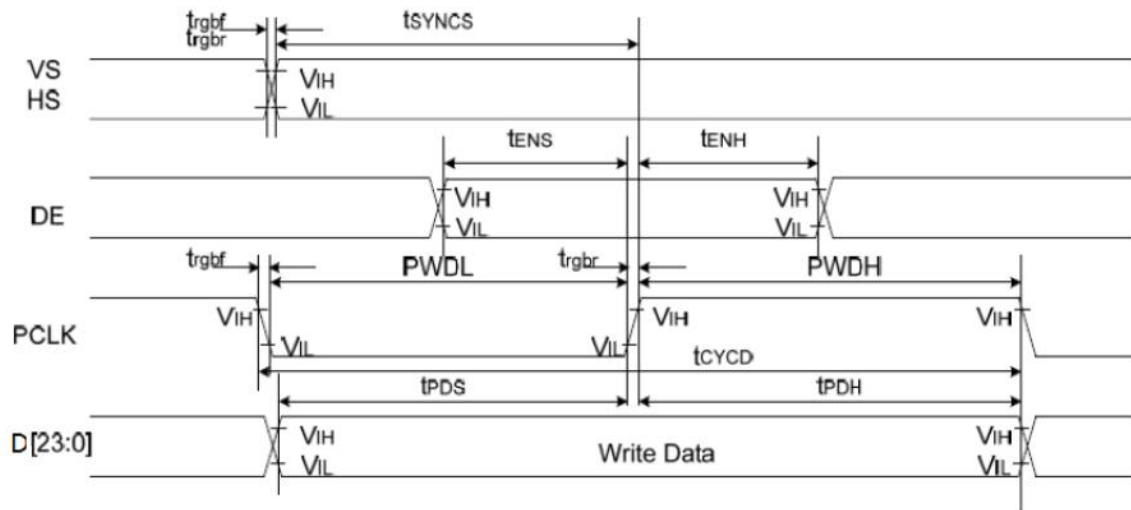 trgbf
trgbr
tSYNCS
VS
HS
VIH
VIL
tENS
tENH
DE
VIH
VIL
VIH
VIL
trgbf
PWDL
trgbr
PWDH
PCLK
VIH
VIL
VIL
VIH
VIH
tCYCD
tPDS
tPDH
D[23:0]
VIH
VIL
Write Data
VIH
VIL